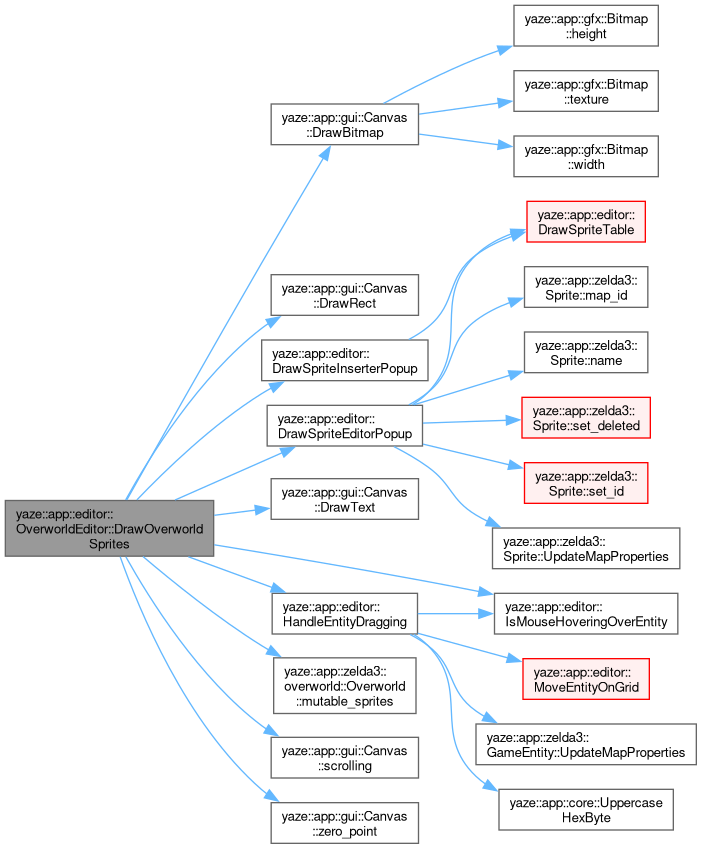 yaze::app::editor::
OverworldEditor::DrawOverworld
Sprites
yaze::app::gui::Canvas
::DrawBitmap
yaze::app::gfx::Bitmap
::height
yaze::app::gfx::Bitmap
::texture
yaze::app::gfx::Bitmap
::width
yaze::app::gui::Canvas
::DrawRect
yaze::app::editor::
DrawSpriteInserterPopup
yaze::app::editor::
DrawSpriteTable
yaze::app::editor::
DrawSpriteEditorPopup
yaze::app::zelda3::
Sprite::map_id
yaze::app::zelda3::
Sprite::name
yaze::app::zelda3::
Sprite::set_deleted
yaze::app::zelda3::
Sprite::set_id
yaze::app::zelda3::
Sprite::UpdateMapProperties
yaze::app::gui::Canvas
::DrawText
yaze::app::editor::
HandleEntityDragging
yaze::app::editor::
IsMouseHoveringOverEntity
yaze::app::editor::
MoveEntityOnGrid
yaze::app::zelda3::
GameEntity::UpdateMapProperties
yaze::app::core::Uppercase
HexByte
yaze::app::zelda3::
overworld::Overworld
::mutable_sprites
yaze::app::gui::Canvas
::scrolling
yaze::app::gui::Canvas
::zero_point